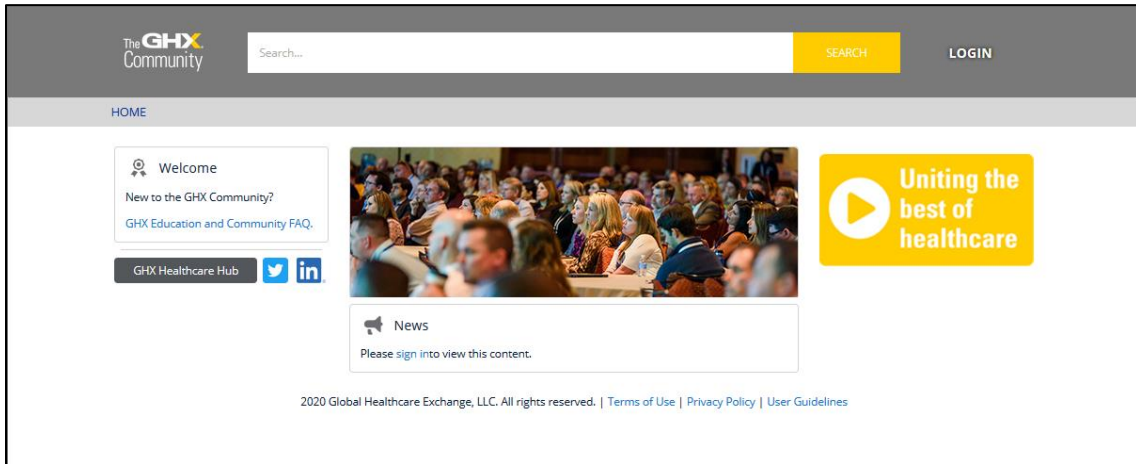 The GHX
Community
Search...
SEARCH
LOGIN
HOME
Welcome
New to the GHX Community?
GHX Education and Community FAQ.
GHX Healthcare Hub
in
Uniting the
best of
healthcare
News
Please sign into view this content.
2020 Global Healthcare Exchange, LLC. All rights reserved. | Terms of Use | Privacy Policy | User Guidelines